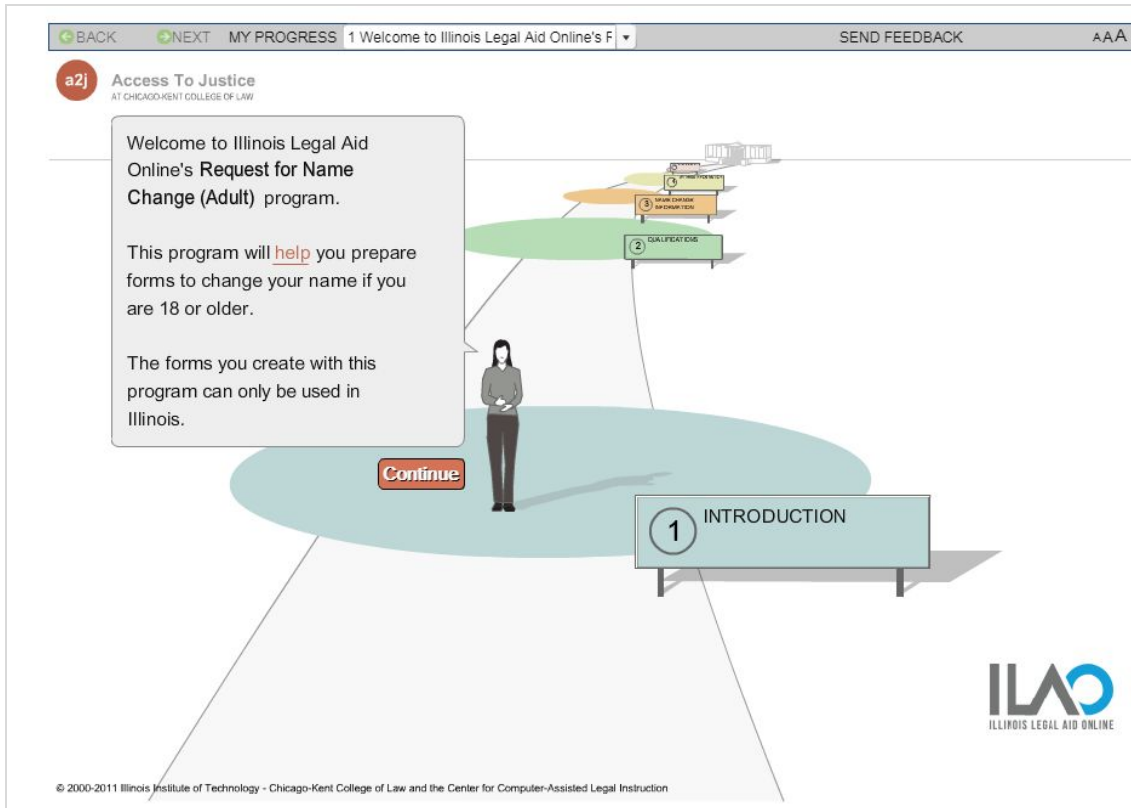 BACK NEXT MY PROGRESS 1 Welcome to Illinois Legal Aid Online's F SEND FEEDBACK AAA
a2j Access To Justice
AT CHICAGO-KENT COLLEGE OF LAW
Welcome to Illinois Legal Aid
Online's Request for Name
Change (Adult) program.
This program will help you prepare
forms to change your name if you
are 18 or older.
The forms you create with this
program can only be used in
Illinois.
Continue
4
3 NAME CHANGE
INFORMATION
2 QUALIFICATIONS
1 INTRODUCTION
ILAO
ILLINOIS LEGAL AID ONLINE
© 2000-2011 Illinois Institute of Technology - Chicago-Kent College of Law and the Center for Computer-Assisted Legal Instruction